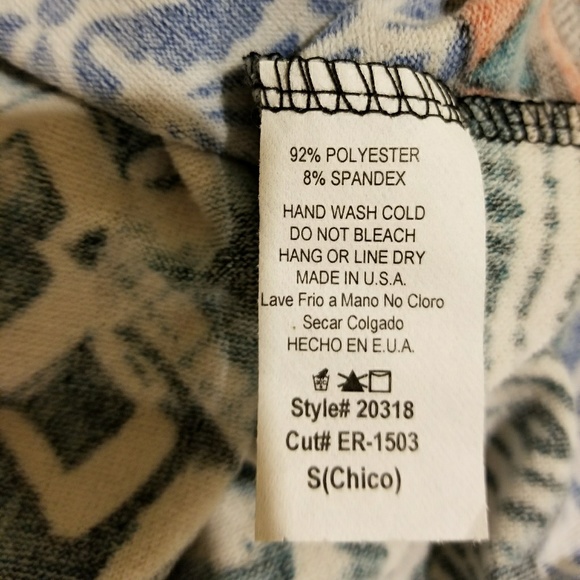 92% POLYESTER
8% SPANDEX
HAND WASH COLD
DO NOT BLEACH
HANG OR LINE DRY
MADE IN U.S.A.
Lave Frio a Mano No Cloro
. Secar Colgado
HECHO EN E.U.A.
Style# 20318
Cut# ER-1503
S(Chico)